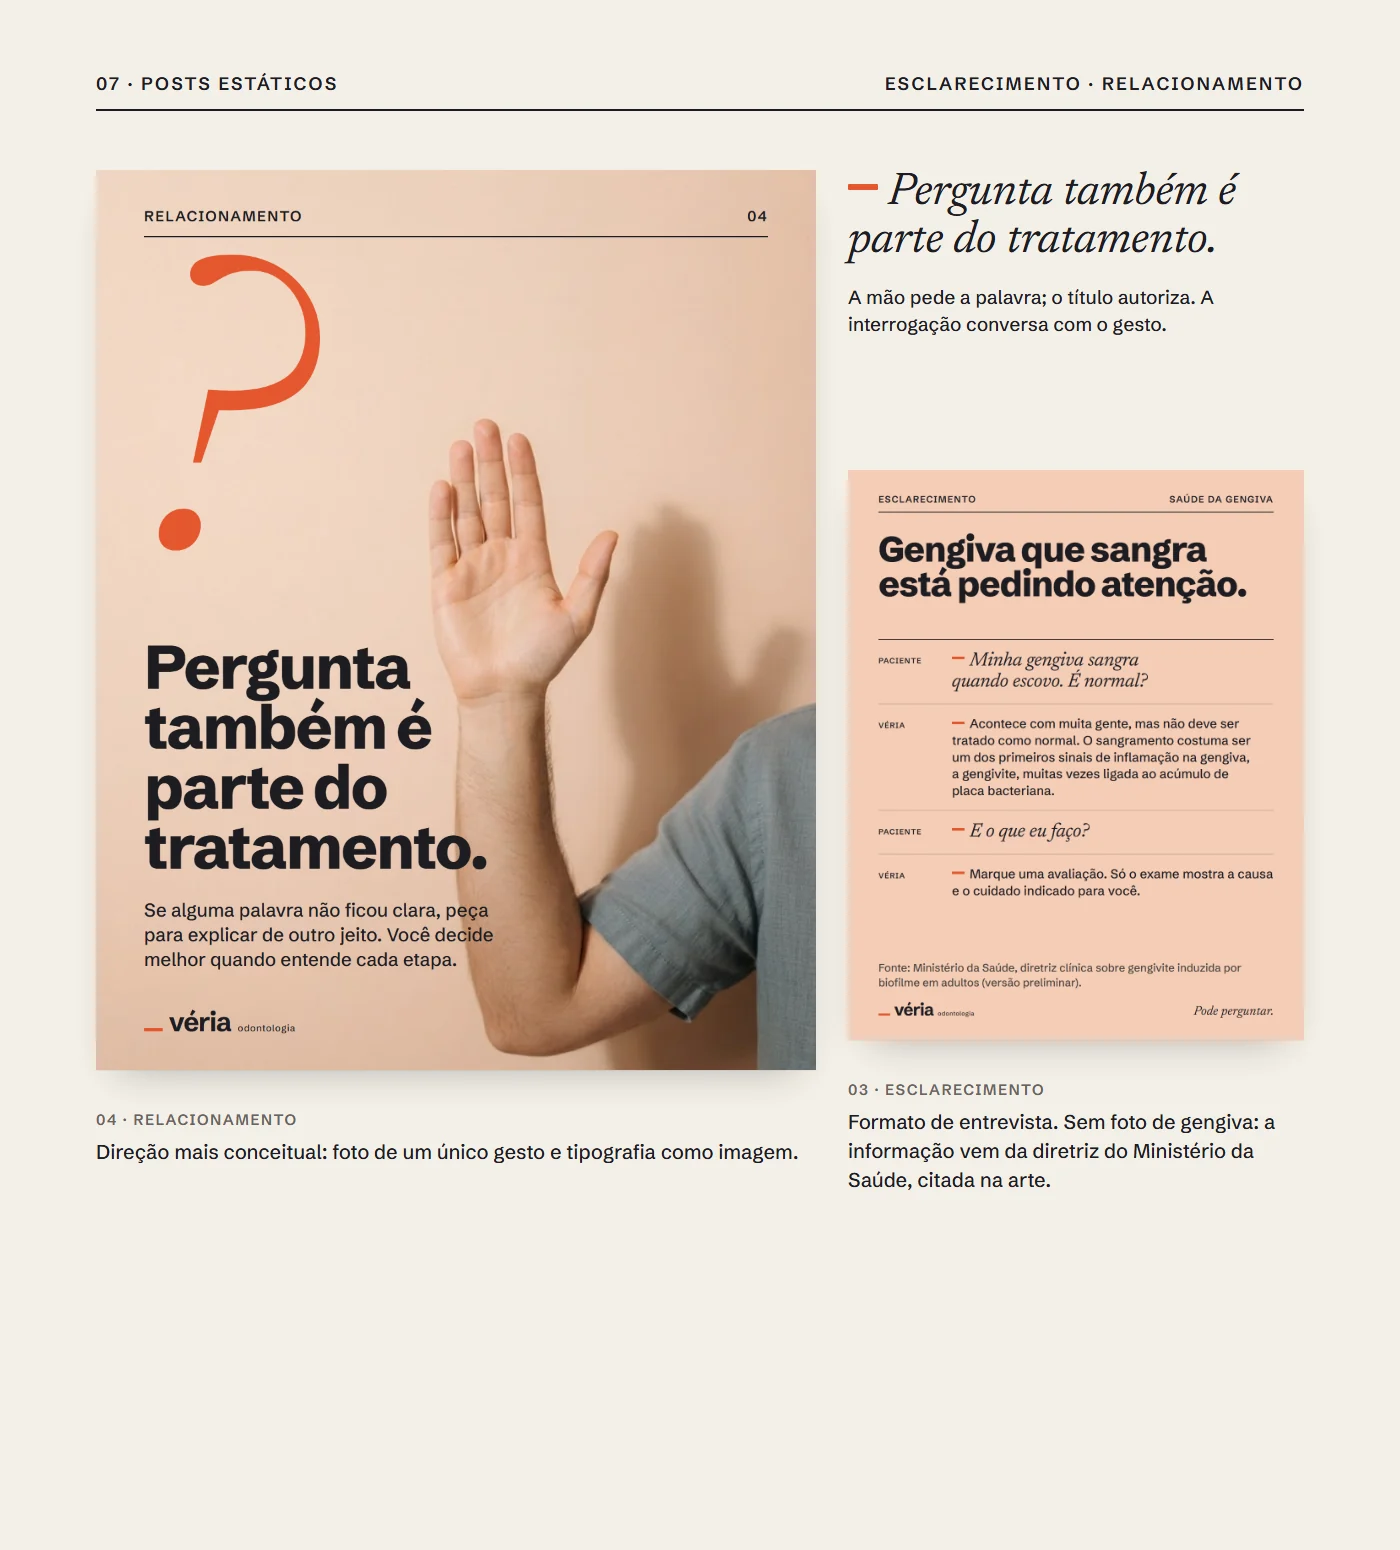 07 · POSTS ESTÁTICOS
ESCLARECIMENTO · RELACIONAMENTO
RELACIONAMENTO
04
?
Pergunta
também é
parte do
tratamento.
Se alguma palavra não ficou clara, peça
para explicar de outro jeito. Você decide
melhor quando entende cada etapa.
véria odontologia
04 · RELACIONAMENTO
Direção mais conceitual: foto de um único gesto e tipografia como imagem.
— Pergunta também é
parte do tratamento.
A mão pede a palavra; o título autoriza. A
interrogação conversa com o gesto.
ESCLARECIMENTO
SAÚDE DA GENGIVA
Gengiva que sangra
está pedindo atenção.
PACIENTE
— Minha gengiva sangra
quando escovo. É normal?
VÉRIA
— Acontece com muita gente, mas não deve ser
tratado como normal. O sangramento costuma ser
um dos primeiros sinais de inflamação na gengiva,
a gengivite, muitas vezes ligada ao acúmulo de
placa bacteriana.
PACIENTE
— E o que eu faço?
VÉRIA
— Marque uma avaliação. Só o exame mostra a causa
e o cuidado indicado para você.
Fonte: Ministério da Saúde, diretriz clínica sobre gengivite induzida por
biofilme em adultos (versão preliminar).
véria odontologia
Pode perguntar.
03 · ESCLARECIMENTO
Formato de entrevista. Sem foto de gengiva: a
informação vem da diretriz do Ministério da
Saúde, citada na arte.